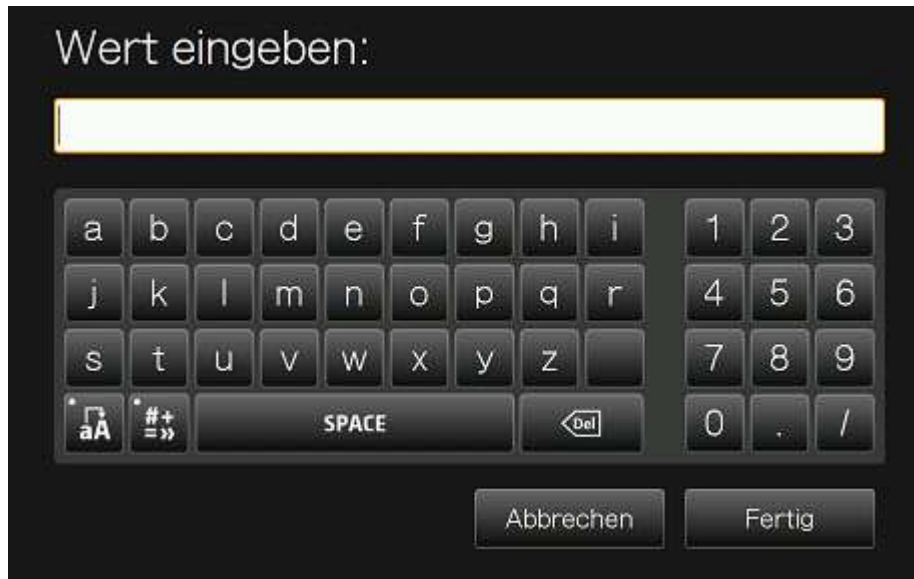 Wert eingeben:
a b c d e f g h i 1 2 3
j k l m n o p q r 4 5 6
s t u v w x y z 7 8 9
aA #+=» SPACE Del 0 . /
Abbrechen Fertig